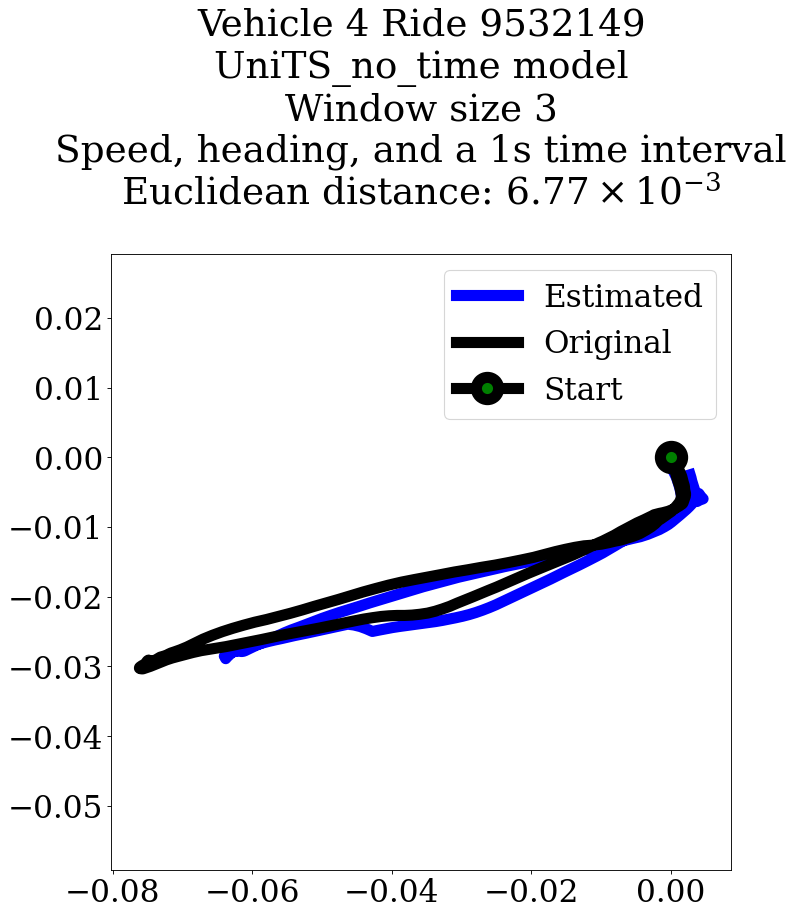 Vehicle 4 Ride 9532149
UniTS_no_time model
Window size 3
Speed, heading, and a 1s time interval
Euclidean distance: 6.77 × 10⁻³
Estimated
Original
Start
0.02
0.01
0.00
−0.01
−0.02
−0.03
−0.04
−0.05
−0.08
−0.06
−0.04
−0.02
0.00